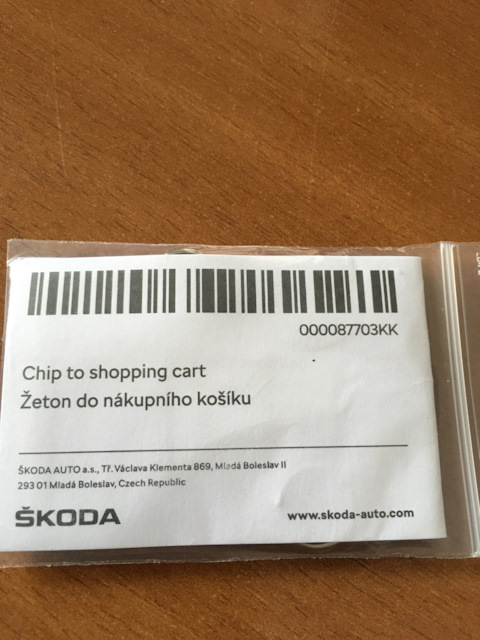 000087703KK
Chip to shopping cart
Žeton do nákupního košíku
ŠKODA AUTO a.s., Tř. Václava Klementa 869, Mladá Boleslav II
293 01 Mladá Boleslav, Czech Republic
ŠKODA
www.skoda-auto.com